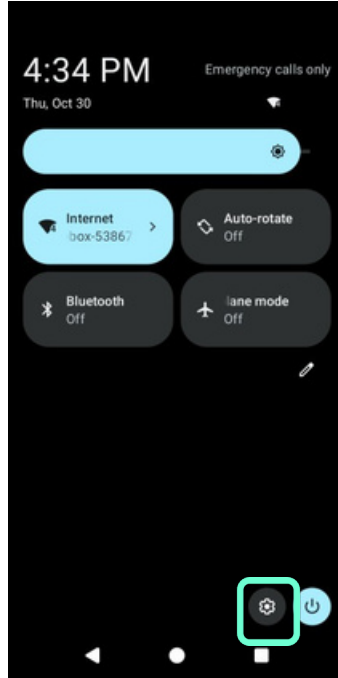 4:34 PM
Emergency calls only
Thu, Oct 30
Internet
box-53867
Auto-rotate
Off
Bluetooth
Off
lane mode
Off